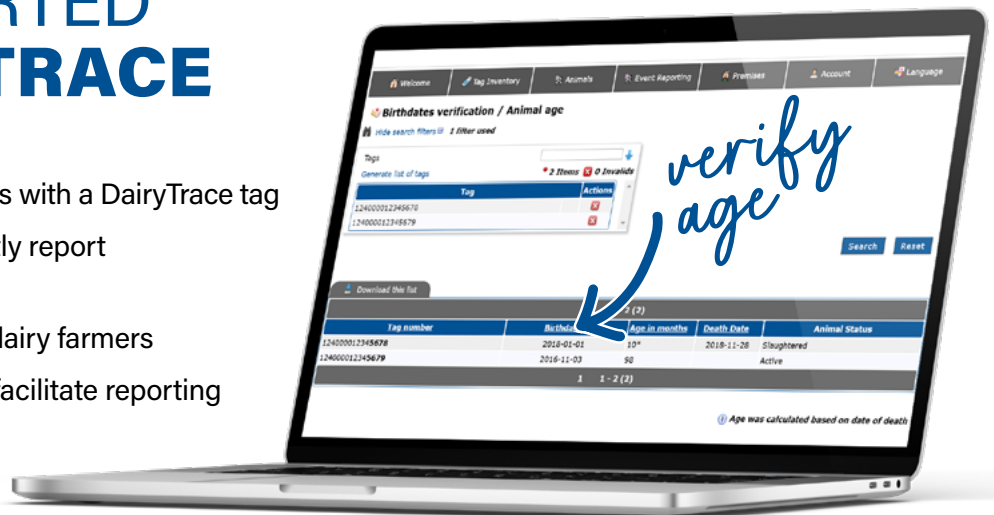 RTED
TRACE
s with a DairyTrace tag
tly report
dairy farmers
facilitate reporting
Welcome Tag Inventory Animals Event Reporting Premises Account Language
Birthdates verification / Animal age
Hide search filters 1 filter used
Tags
Generate list of tags * 2 Items 0 Invalids
Tag Actions
124000012345678
124000012345679
verify
age
Search Reset
Download this list
2 (2)
Tag number Birthda Age in months Death Date Animal Status
124000012345678 2018-01-01 10* 2018-11-26 Slaughtered
124000012345679 2016-11-03 98 Active
1 1 - 2 (2)
Age was calculated based on date of death